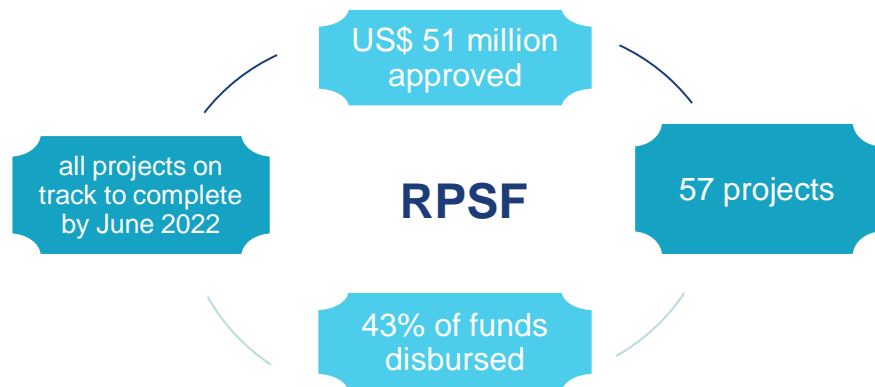 US$ 51 million
approved
all projects on
track to complete
by June 2022
RPSF
57 projects
43% of funds
disbursed